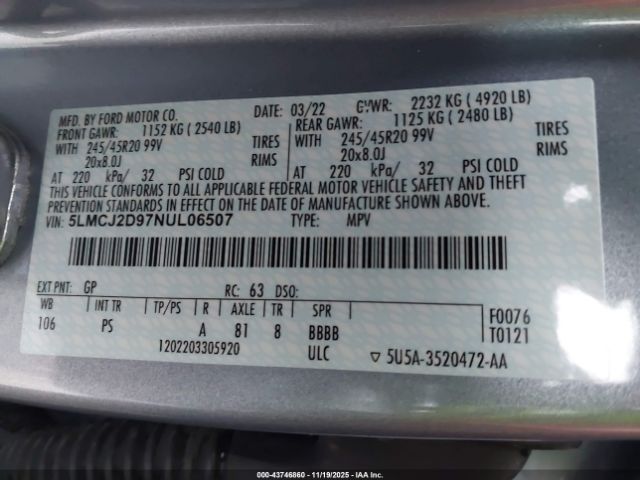 MFD. BY FORD MOTOR CO. DATE: 03/22 GVWR: 2232 KG ( 4920 LB)
FRONT GAWR: 1152 KG ( 2540 LB) REAR GAWR: 1125 KG ( 2480 LB)
WITH 245/45R20 99V TIRES WITH 245/45R20 99V TIRES
20x8.0J RIMS 20x8.0J RIMS
AT 220 kPa/ 32 PSI COLD AT 220 kPa/ 32 PSI COLD
THIS VEHICLE CONFORMS TO ALL APPLICABLE FEDERAL MOTOR VEHICLE SAFETY AND THEFT
PREVENTION STANDARDS IN EFFECT ON THE DATE OF MANUFACTURE SHOWN ABOVE.
VIN: 5LMCJ2D97NUL06507 TYPE: MPV
EXT PNT: GP RC: 63 DSO:
WB INT TR TP/PS R AXLE TR SPR F0076
106 PS A 81 8 BBBB T0121
1202203305920 ULC ▽ 5U5A-3520472-AA
000-43746860 - 11/19/2025 - IAA Inc.